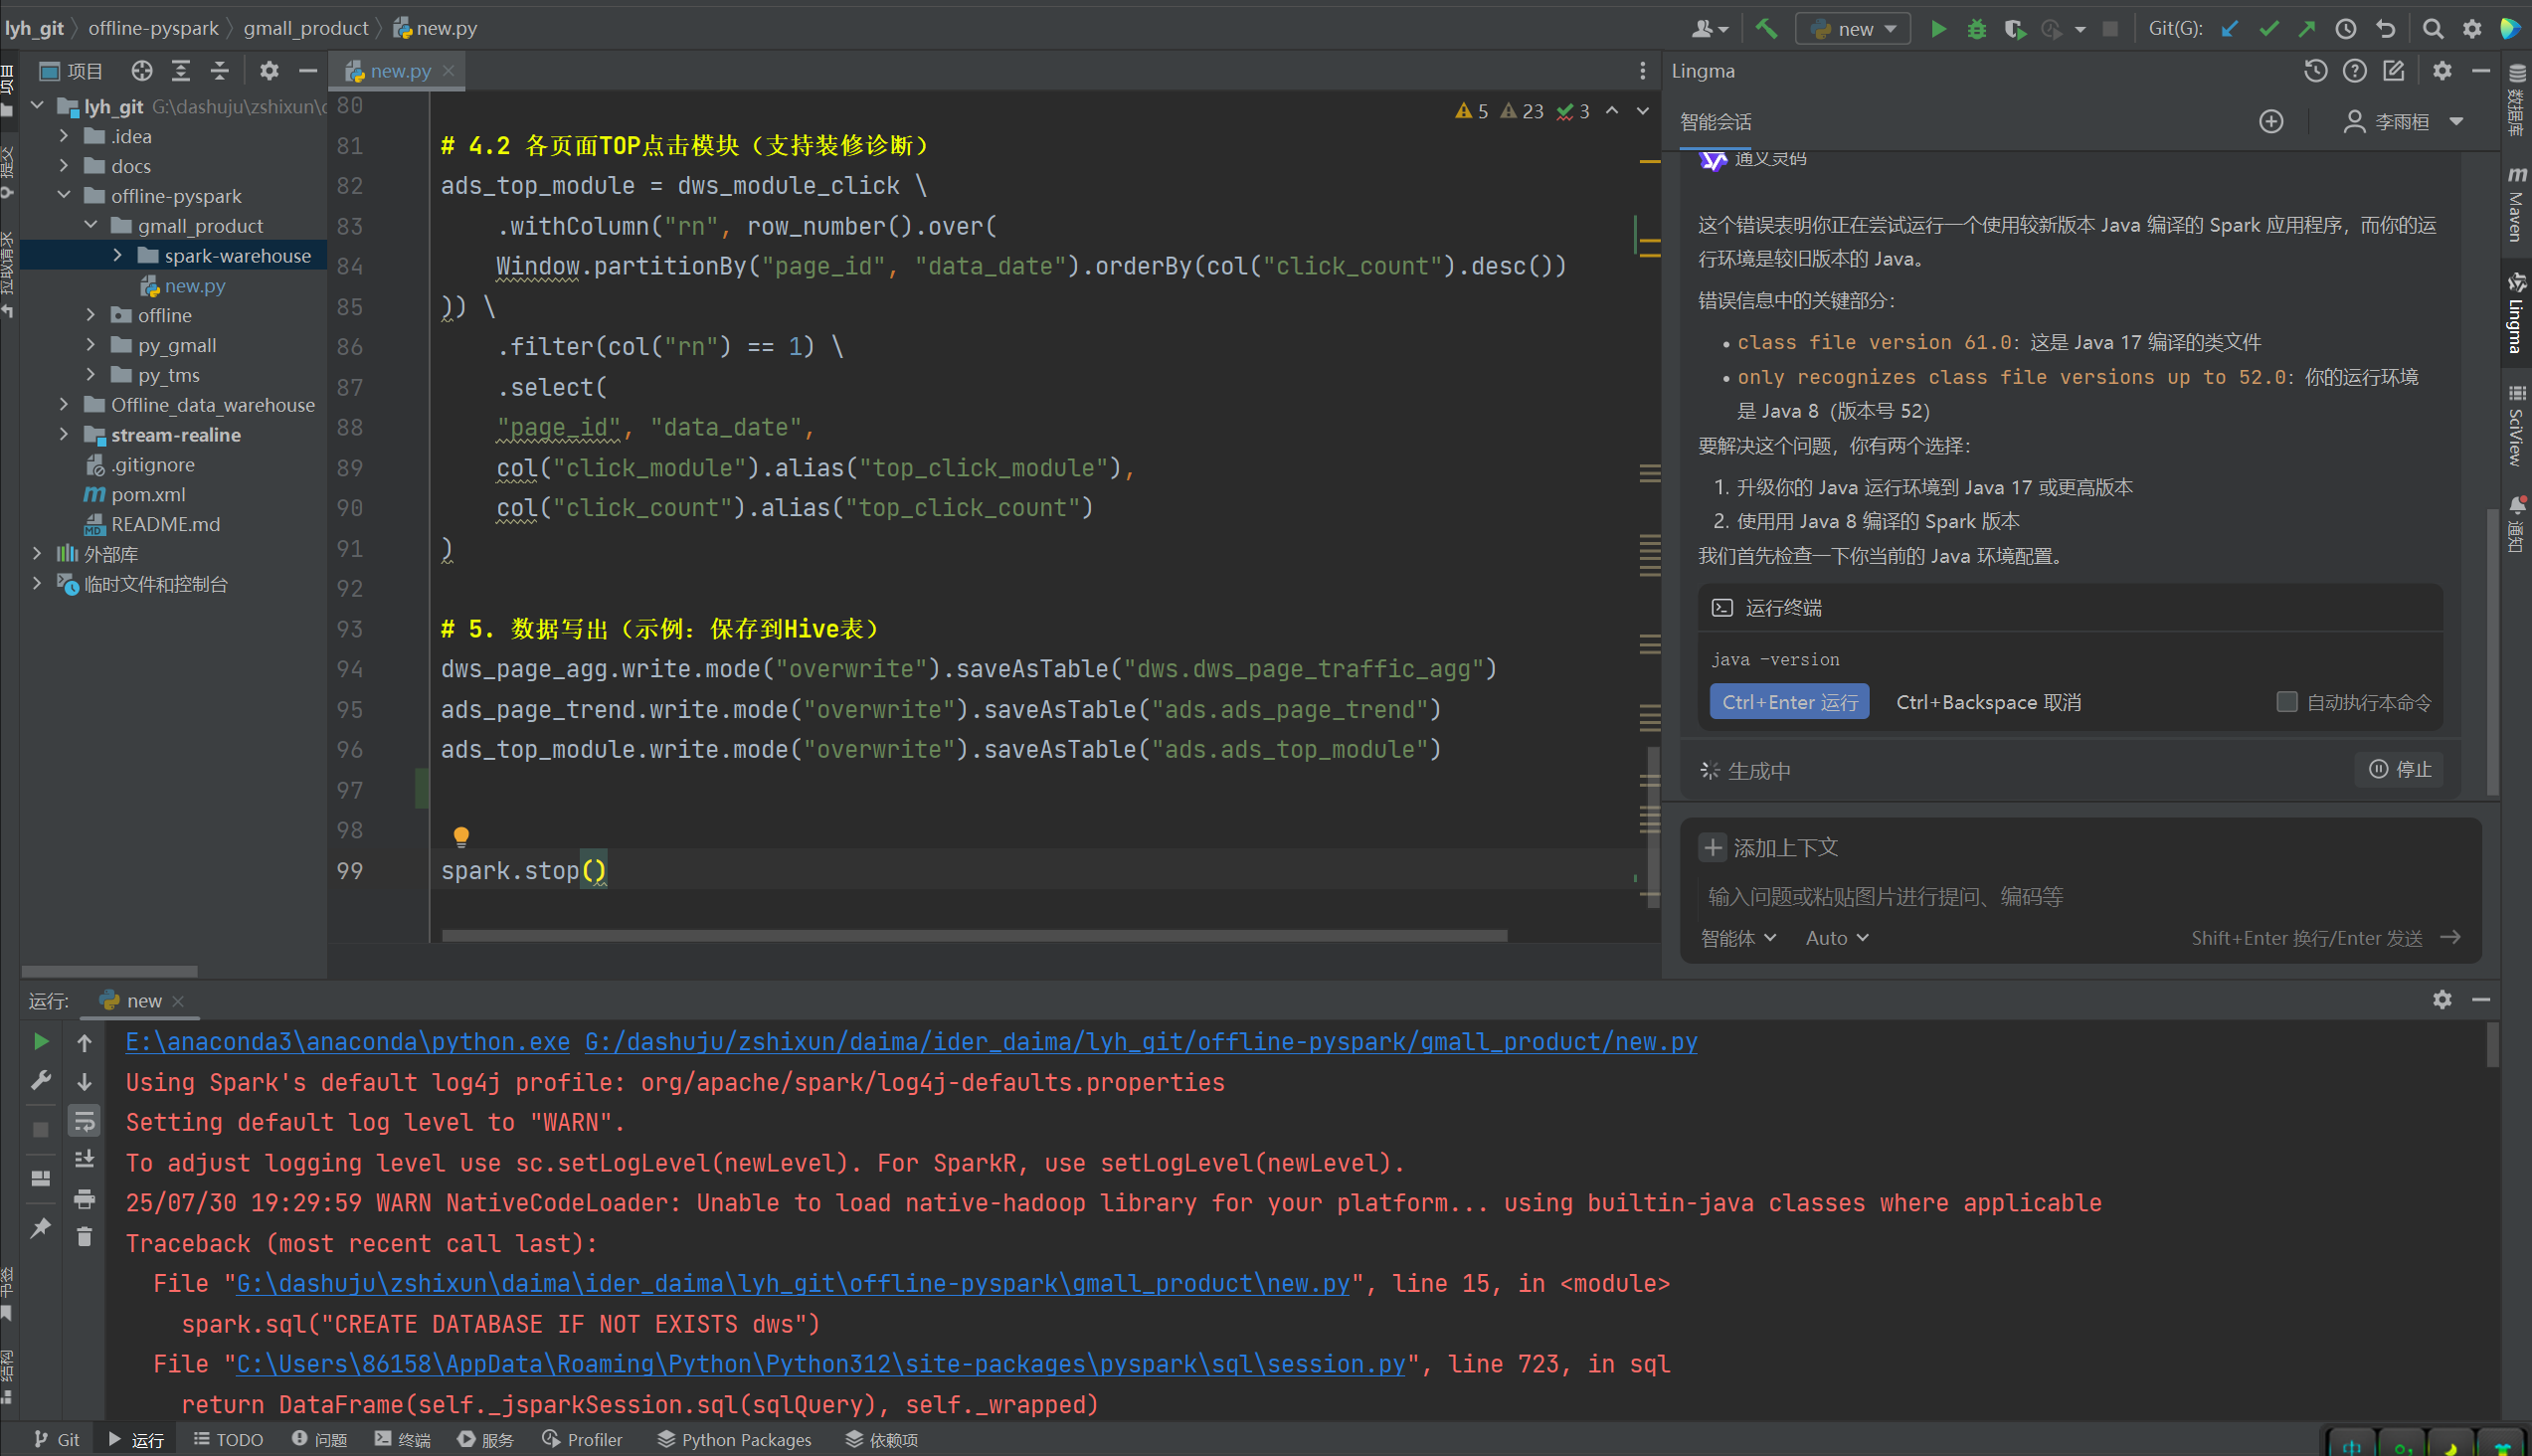 lyh_git
offline-pyspark
gmall_product
new.py
new
Git(G):
项目
lyh_git G:\dashuju\zshixun\
.idea
docs
offline-pyspark
gmall_product
spark-warehouse
new.py
offline
py_gmall
py_tms
Offline_data_warehouse
stream-realine
.gitignore
pom.xml
README.md
外部库
临时文件和控制台
项目
提交
拉取请求
书签
结构
new.py
5 23 3
80
81 # 4.2 各页面TOP点击模块（支持装修诊断）
82 ads_top_module = dws_module_click \
83 .withColumn("rn", row_number().over(
84 Window.partitionBy("page_id", "data_date").orderBy(col("click_count").desc())
85 )) \
86 .filter(col("rn") == 1) \
87 .select(
88 "page_id", "data_date",
89 col("click_module").alias("top_click_module"),
90 col("click_count").alias("top_click_count")
91 )
92
93 # 5. 数据写出（示例：保存到Hive表）
94 dws_page_agg.write.mode("overwrite").saveAsTable("dws.dws_page_traffic_agg")
95 ads_page_trend.write.mode("overwrite").saveAsTable("ads.ads_page_trend")
96 ads_top_module.write.mode("overwrite").saveAsTable("ads.ads_top_module")
97
98
99 spark.stop()
Lingma
智能会话
李雨桓
通义灵码
这个错误表明你正在尝试运行一个使用较新版本 Java 编译的 Spark 应用程序，而你的运
行环境是较旧版本的 Java。
错误信息中的关键部分：
• class file version 61.0：这是 Java 17 编译的类文件
• only recognizes class file versions up to 52.0：你的运行环境
是 Java 8（版本号 52）
要解决这个问题，你有两个选择：
1. 升级你的 Java 运行环境到 Java 17 或更高版本
2. 使用用 Java 8 编译的 Spark 版本
我们首先检查一下你当前的 Java 环境配置。
运行终端
java -version
Ctrl+Enter 运行 Ctrl+Backspace 取消 自动执行本命令
生成中 停止
添加上下文
输入问题或粘贴图片进行提问、编码等
智能体 Auto Shift+Enter 换行/Enter 发送
数据库
Maven
Lingma
SciView
通知
运行: new
E:\anaconda3\anaconda\python.exe G:/dashuju/zshixun/daima/ider_daima/lyh_git/offline-pyspark/gmall_product/new.py
Using Spark's default log4j profile: org/apache/spark/log4j-defaults.properties
Setting default log level to "WARN".
To adjust logging level use sc.setLogLevel(newLevel). For SparkR, use setLogLevel(newLevel).
25/07/30 19:29:59 WARN NativeCodeLoader: Unable to load native-hadoop library for your platform... using builtin-java classes where applicable
Traceback (most recent call last):
File "G:\dashuju\zshixun\daima\ider_daima\lyh_git\offline-pyspark\gmall_product\new.py", line 15, in <module>
spark.sql("CREATE DATABASE IF NOT EXISTS dws")
File "C:\Users\86158\AppData\Roaming\Python\Python312\site-packages\pyspark\sql\session.py", line 723, in sql
return DataFrame(self._jsparkSession.sql(sqlQuery), self._wrapped)
Git 运行 TODO 问题 终端 服务 Profiler Python Packages 依赖项
中